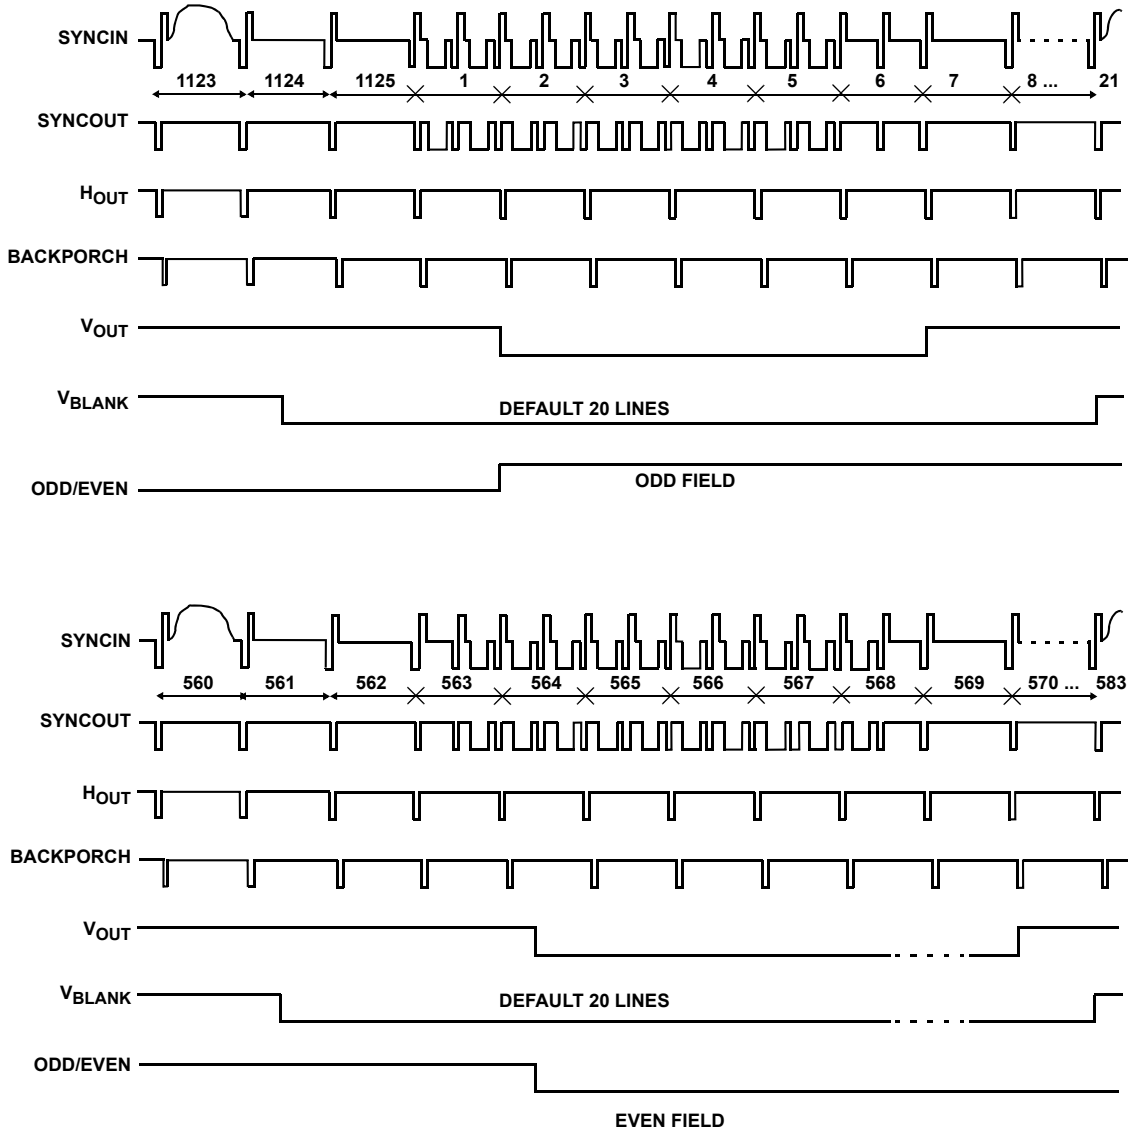 SYNCIN
1123 1124 1125 1 2 3 4 5 6 7 8 ... 21
SYNCOUT
HOUT
BACKPORCH
VOUT
VBLANK
DEFAULT 20 LINES
ODD/EVEN
ODD FIELD
SYNCIN
560 561 562 563 564 565 566 567 568 569 570 ... 583
SYNCOUT
HOUT
BACKPORCH
VOUT
VBLANK
DEFAULT 20 LINES
ODD/EVEN
EVEN FIELD